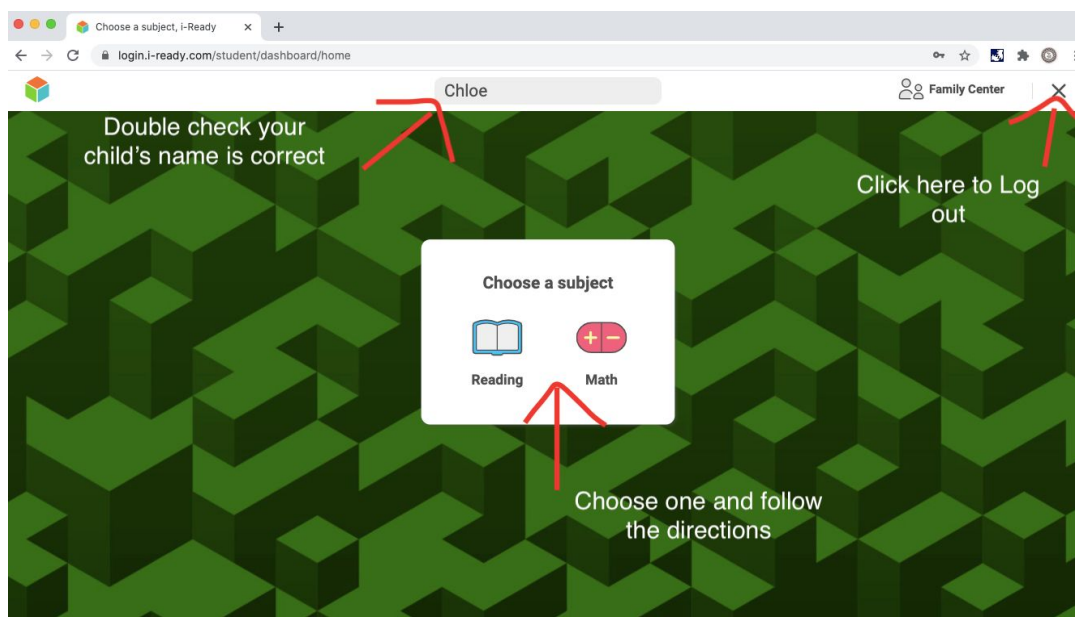 Choose a subject, i-Ready
login.i-ready.com/student/dashboard/home
Chloe
Family Center
Double check your
child's name is correct
Click here to Log
out
Choose a subject
Reading Math
Choose one and follow
the directions